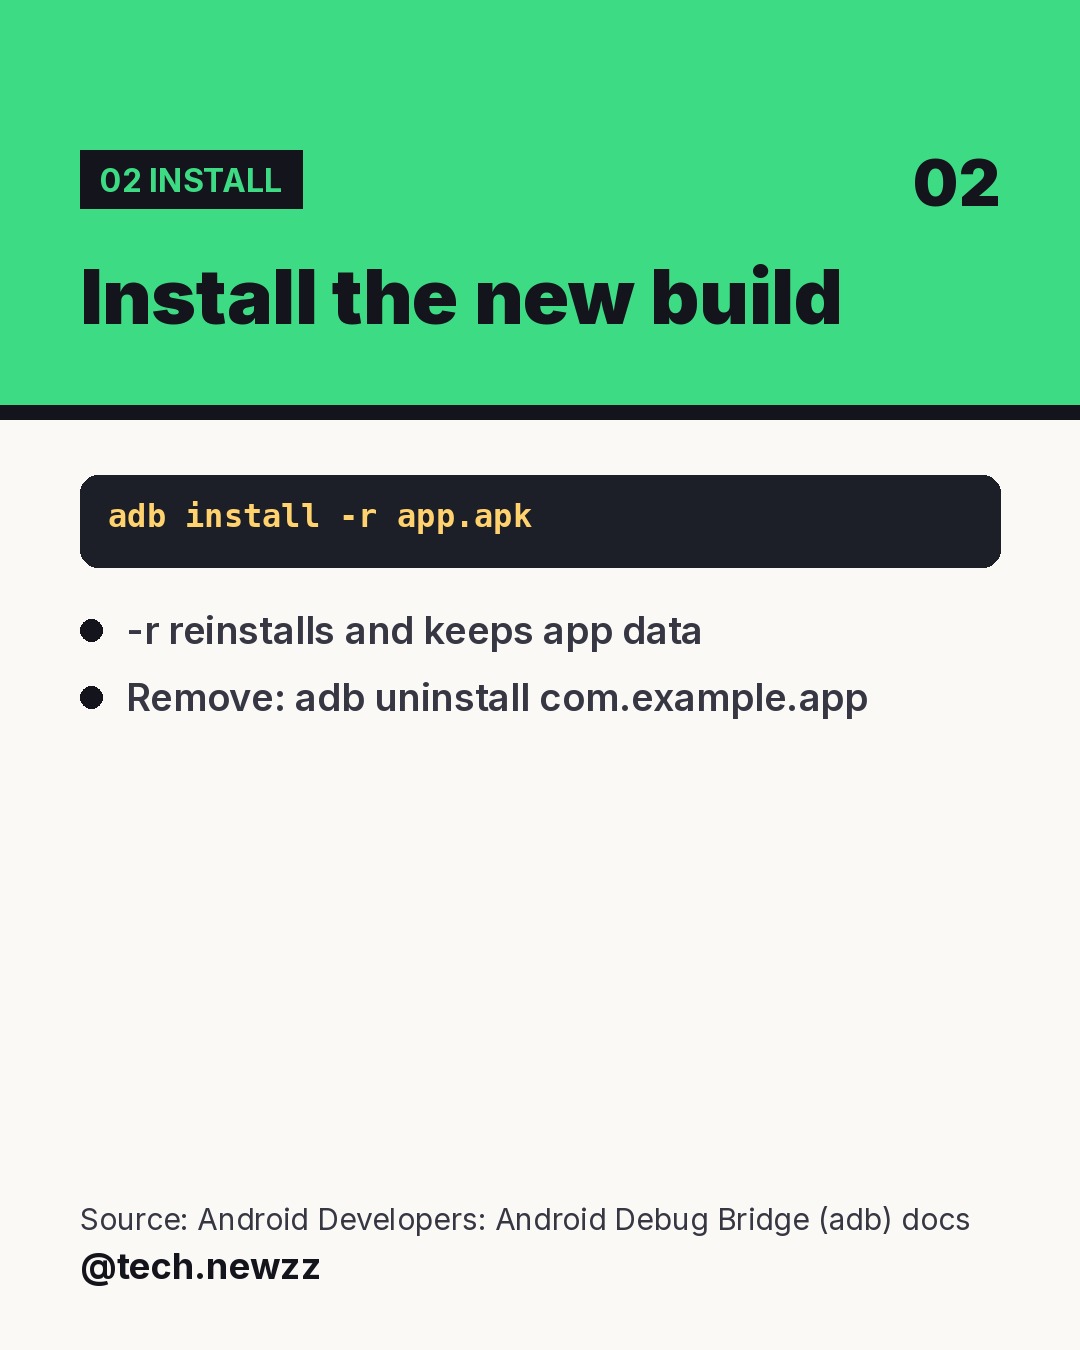 02 INSTALL
02
Install the new build
adb install -r app.apk
-r reinstalls and keeps app data
Remove: adb uninstall com.example.app
Source: Android Developers: Android Debug Bridge (adb) docs
@tech.newzz